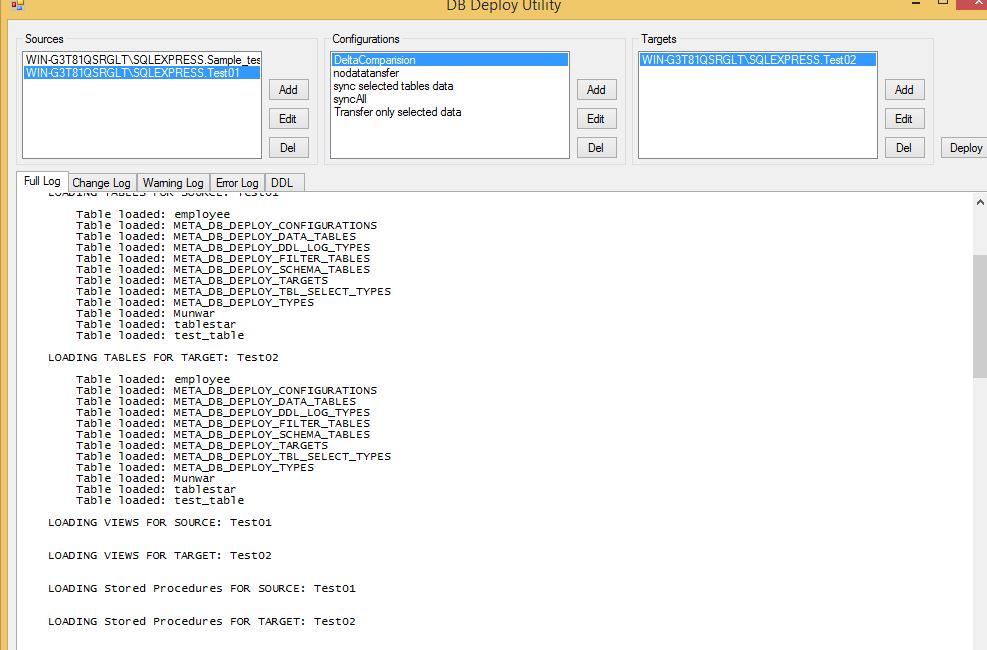 DB Deploy Utility
Sources
WIN-G3T81QSRGLT\SQLEXPRESS.Sample_tes
WIN-G3T81QSRGLT\SQLEXPRESS.Test01
Add
Edit
Del
Configurations
DeltaComparision
nodatatansfer
sync selected tables data
syncAll
Transfer only selected data
Add
Edit
Del
Targets
WIN-G3T81QSRGLT\SQLEXPRESS.Test02
Add
Edit
Del
Deploy
Full Log
Change Log
Warning Log
Error Log
DDL
LOADING TABLES FOR SOURCE: Test01
Table loaded: employee
Table loaded: META_DB_DEPLOY_CONFIGURATIONS
Table loaded: META_DB_DEPLOY_DATA_TABLES
Table loaded: META_DB_DEPLOY_DDL_LOG_TYPES
Table loaded: META_DB_DEPLOY_FILTER_TABLES
Table loaded: META_DB_DEPLOY_SCHEMA_TABLES
Table loaded: META_DB_DEPLOY_TARGETS
Table loaded: META_DB_DEPLOY_TBL_SELECT_TYPES
Table loaded: META_DB_DEPLOY_TYPES
Table loaded: Munwar
Table loaded: tablestar
Table loaded: test_table
LOADING TABLES FOR TARGET: Test02
Table loaded: employee
Table loaded: META_DB_DEPLOY_CONFIGURATIONS
Table loaded: META_DB_DEPLOY_DATA_TABLES
Table loaded: META_DB_DEPLOY_DDL_LOG_TYPES
Table loaded: META_DB_DEPLOY_FILTER_TABLES
Table loaded: META_DB_DEPLOY_SCHEMA_TABLES
Table loaded: META_DB_DEPLOY_TARGETS
Table loaded: META_DB_DEPLOY_TBL_SELECT_TYPES
Table loaded: META_DB_DEPLOY_TYPES
Table loaded: Munwar
Table loaded: tablestar
Table loaded: test_table
LOADING VIEWS FOR SOURCE: Test01
LOADING VIEWS FOR TARGET: Test02
LOADING Stored Procedures FOR SOURCE: Test01
LOADING Stored Procedures FOR TARGET: Test02